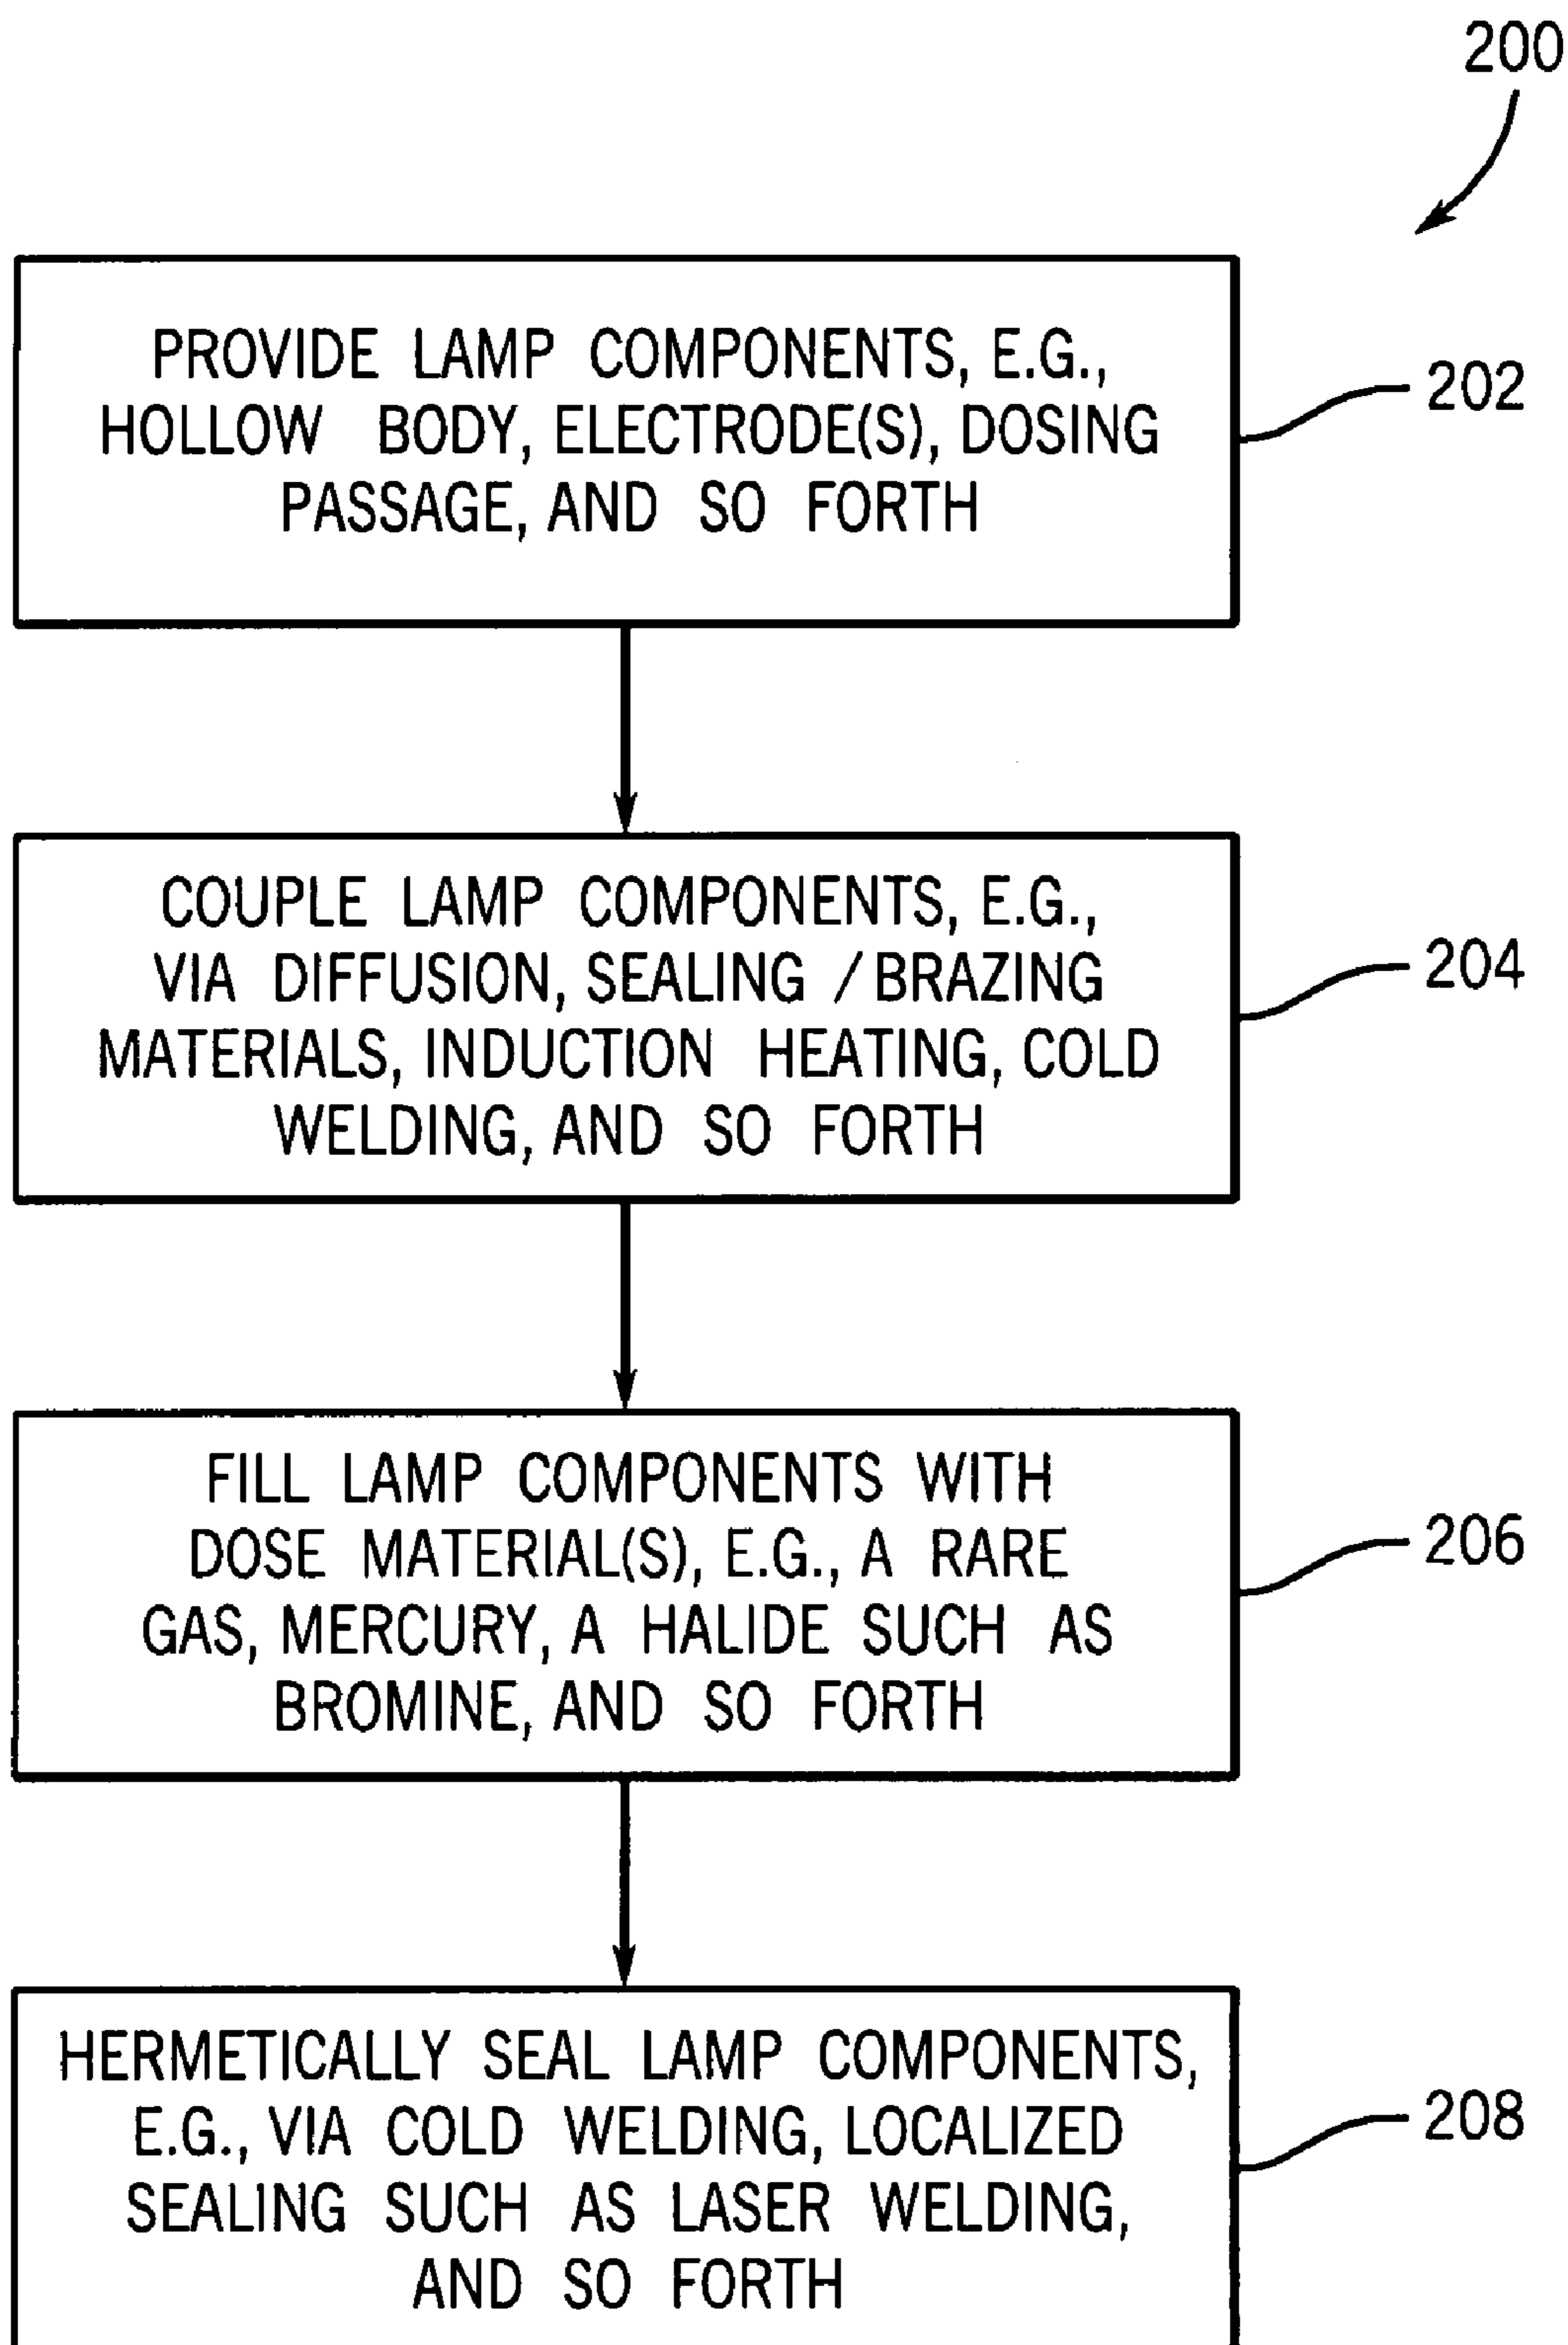 200
PROVIDE LAMP COMPONENTS, E.G.,
HOLLOW BODY, ELECTRODE(S), DOSING
PASSAGE, AND SO FORTH
202
COUPLE LAMP COMPONENTS, E.G.,
VIA DIFFUSION, SEALING / BRAZING
MATERIALS, INDUCTION HEATING, COLD
WELDING, AND SO FORTH
204
FILL LAMP COMPONENTS WITH
DOSE MATERIAL(S), E.G., A RARE
GAS, MERCURY, A HALIDE SUCH AS
BROMINE, AND SO FORTH
206
HERMETICALLY SEAL LAMP COMPONENTS,
E.G., VIA COLD WELDING, LOCALIZED
SEALING SUCH AS LASER WELDING,
AND SO FORTH
208